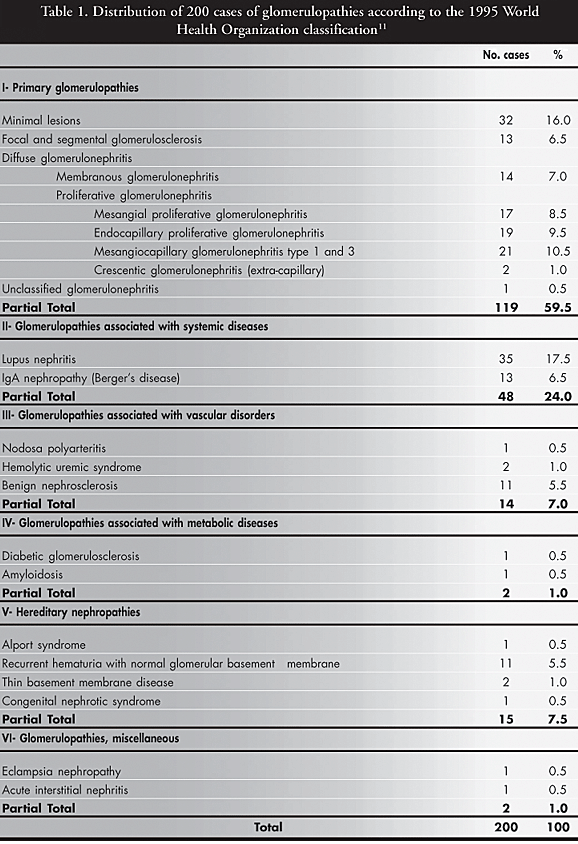 Table 1. Distribution of 200 cases of glomerulopathies according to the 1995 World
Health Organization classification11
No. cases %
I- Primary glomerulopathies
Minimal lesions 32 16.0
Focal and segmental glomerulosclerosis 13 6.5
Diffuse glomerulonephritis
Membranous glomerulonephritis 14 7.0
Proliferative glomerulonephritis
Mesangial proliferative glomerulonephritis 17 8.5
Endocapillary proliferative glomerulonephritis 19 9.5
Mesangiocapillary glomerulonephritis type 1 and 3 21 10.5
Crescentic glomerulonephritis (extra-capillary) 2 1.0
Unclassified glomerulonephritis 1 0.5
Partial Total 119 59.5
II- Glomerulopathies associated with systemic diseases
Lupus nephritis 35 17.5
IgA nephropathy (Berger's disease) 13 6.5
Partial Total 48 24.0
III- Glomerulopathies associated with vascular disorders
Nodosa polyarteritis 1 0.5
Hemolytic uremic syndrome 2 1.0
Benign nephrosclerosis 11 5.5
Partial Total 14 7.0
IV- Glomerulopathies associated with metabolic diseases
Diabetic glomerulosclerosis 1 0.5
Amyloidosis 1 0.5
Partial Total 2 1.0
V- Hereditary nephropathies
Alport syndrome 1 0.5
Recurrent hematuria with normal glomerular basement membrane 11 5.5
Thin basement membrane disease 2 1.0
Congenital nephrotic syndrome 1 0.5
Partial Total 15 7.5
VI- Glomerulopathies, miscellaneous
Eclampsia nephropathy 1 0.5
Acute interstitial nephritis 1 0.5
Partial Total 2 1.0
Total 200 100